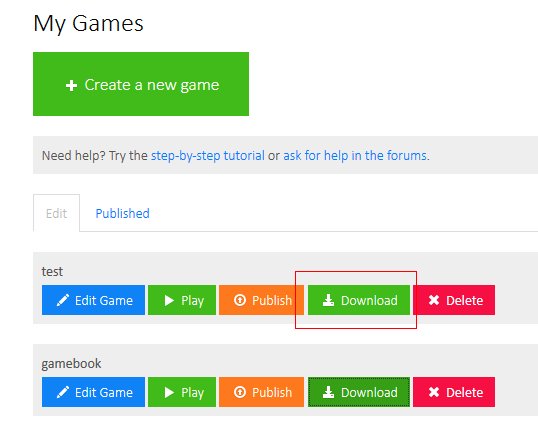 My Games
Create a new game
Need help? Try the step-by-step tutorial or ask for help in the forums.
Edit Published
test
Edit Game Play Publish Download Delete
gamebook
Edit Game Play Publish Download Delete